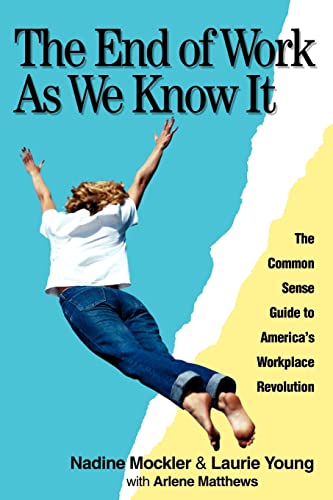 The End of Work
As We Know It
The
Common
Sense
Guide to
America's
Workplace
Revolution
Nadine Mockler & Laurie Young
with Arlene Matthews